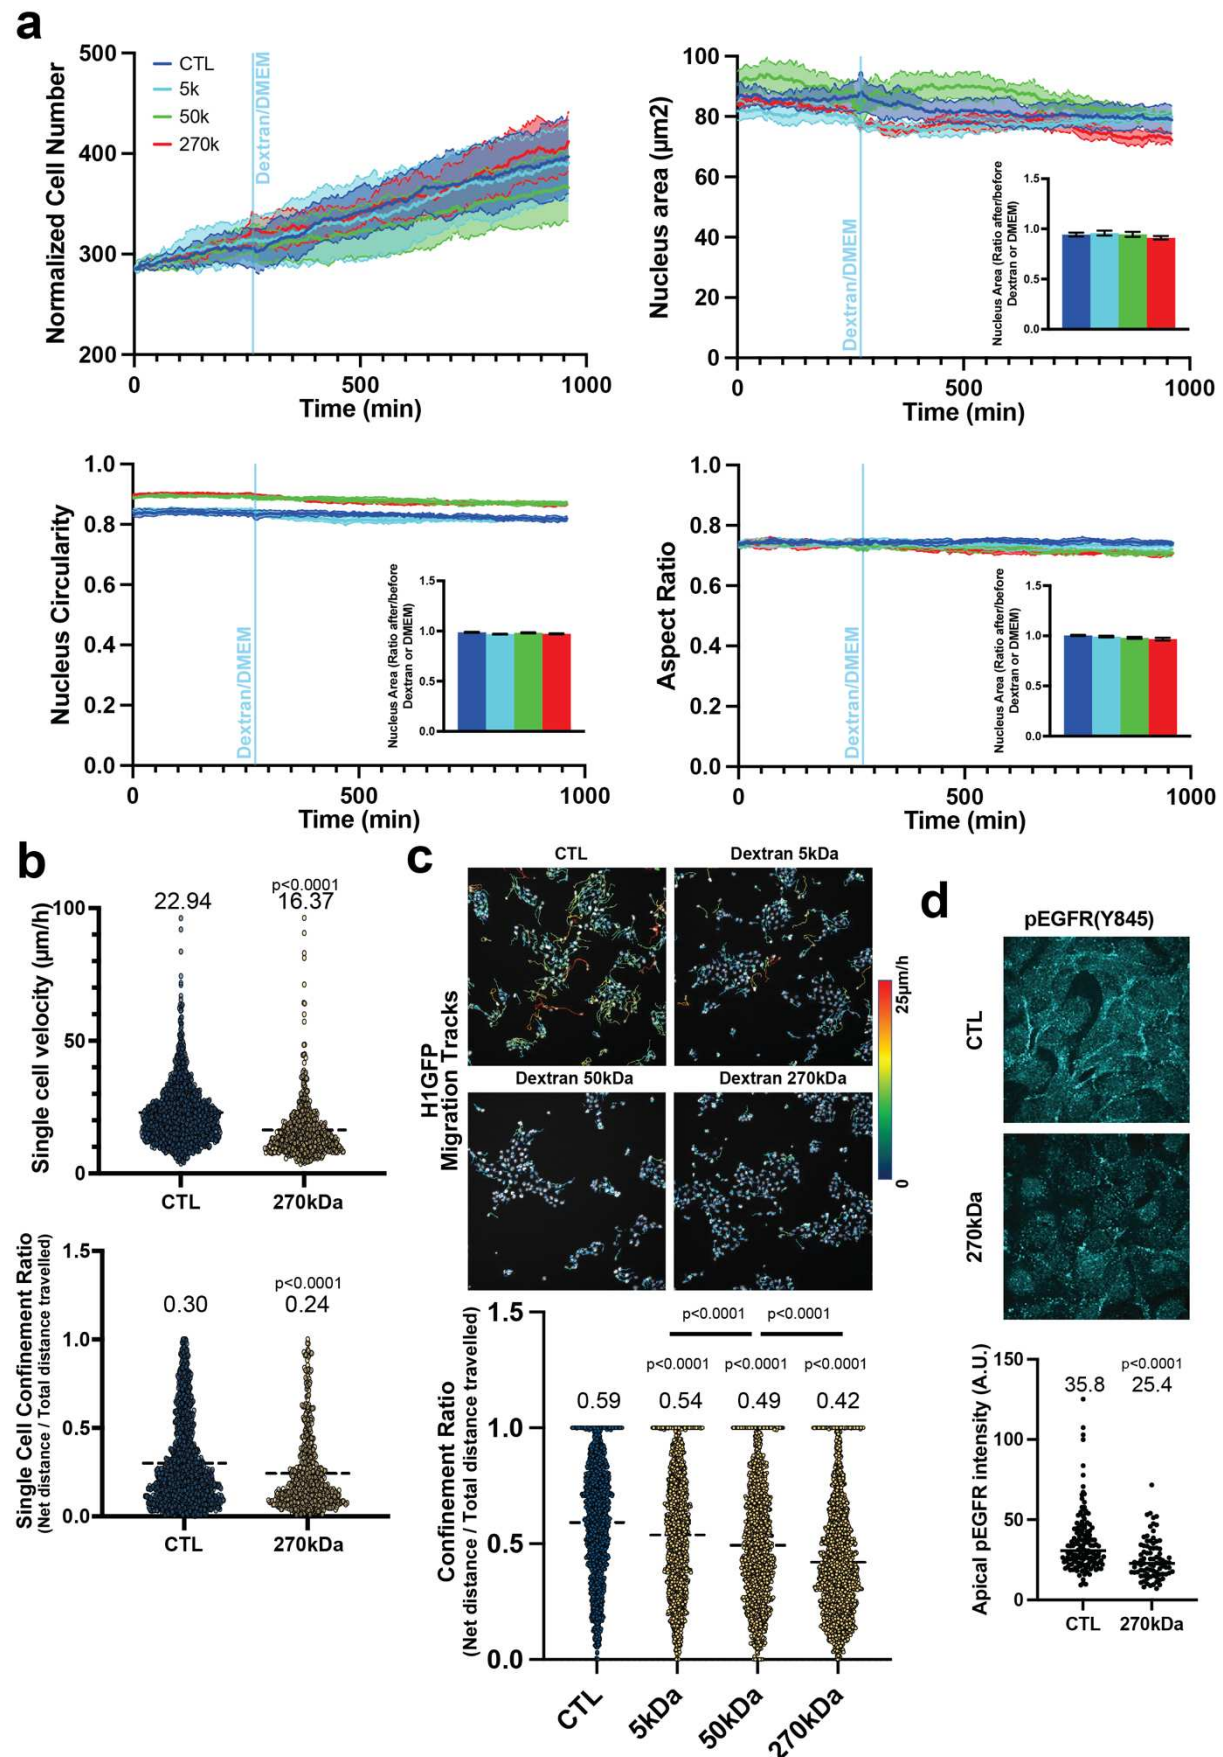 a
Normalized Cell Number
500
400
300
200
0
500
1000
Time (min)
CTL
5k
50k
270k
Dextran/DMEM
Nucleus area (µm2)
100
80
60
40
20
0
0
500
1000
Time (min)
Dextran/DMEM
Nucleus Area (Ratio after/before
Dextran or DMEM)
1.5
1.0
0.5
0.0
Nucleus Circularity
1.0
0.8
0.6
0.4
0.2
0.0
0
500
1000
Time (min)
Dextran/DMEM
Nucleus Area (Ratio after/before
Dextran or DMEM)
1.5
1.0
0.5
0.0
Aspect Ratio
1.0
0.8
0.6
0.4
0.2
0.0
0
500
1000
Time (min)
Dextran/DMEM
Nucleus Area (Ratio after/before
Dextran or DMEM)
1.5
1.0
0.5
0.0
b
Single cell velocity (µm/h)
100
50
0
22.94
p<0.0001
16.37
CTL
270kDa
Single Cell Confinement Ratio
(Net distance / Total distance travelled)
1.5
1.0
0.5
0.0
0.30
p<0.0001
0.24
CTL
270kDa
c
H1GFP
Migration Tracks
CTL
Dextran 5kDa
Dextran 50kDa
Dextran 270kDa
25µm/h
0
Confinement Ratio
(Net distance / Total distance travelled)
1.5
1.0
0.5
0.0
p<0.0001
p<0.0001
p<0.0001
p<0.0001
p<0.0001
0.59
0.54
0.49
0.42
CTL
5kDa
50kDa
270kDa
d
pEGFR(Y845)
CTL
270kDa
Apical pEGFR intensity (A.U.)
150
100
50
0
35.8
p<0.0001
25.4
CTL
270kDa